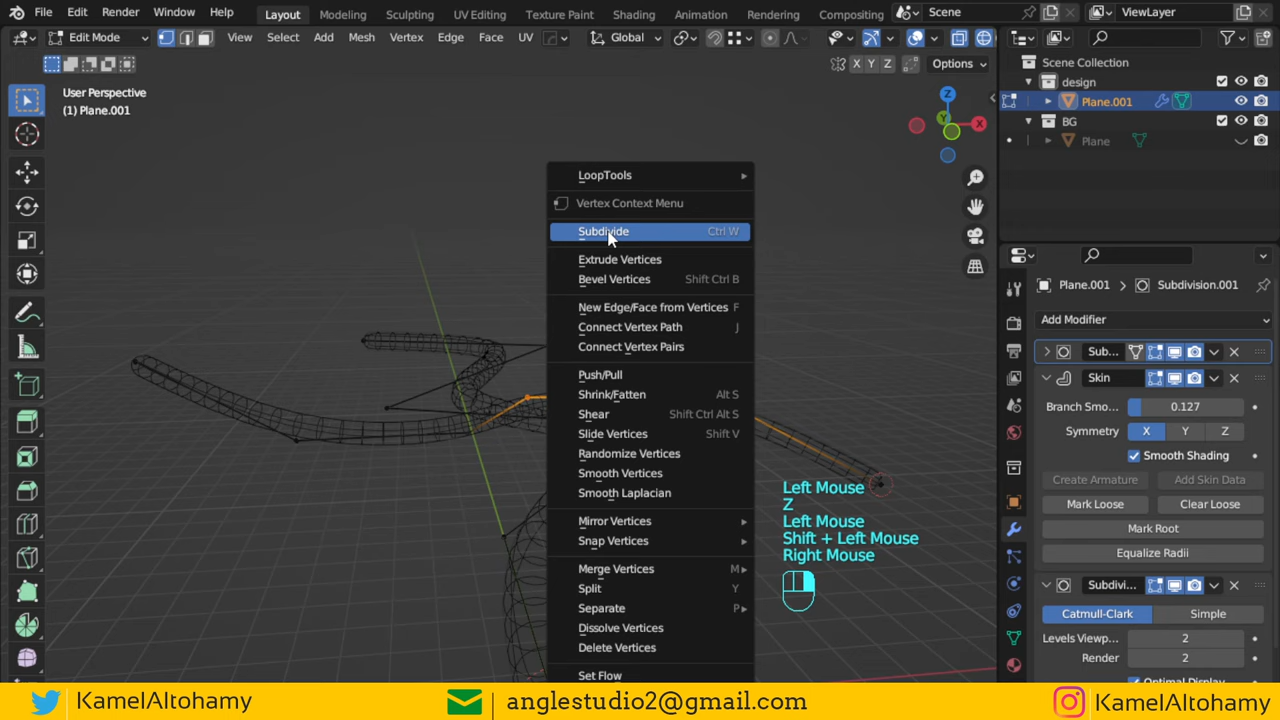 File Edit Render Window Help Layout Modeling Sculpting UV Editing Texture Paint Shading Animation Rendering Compositing Scene ViewLayer
Edit Mode View Select Add Mesh Vertex Edge Face UV Global
X Y Z Options
User Perspective
(1) Plane.001
Z
X
Y
LoopTools
Vertex Context Menu
Subdivide Ctrl W
Extrude Vertices
Bevel Vertices Shift Ctrl B
New Edge/Face from Vertices F
Connect Vertex Path J
Connect Vertex Pairs
Push/Pull
Shrink/Fatten Alt S
Shear Shift Ctrl Alt S
Slide Vertices Shift V
Randomize Vertices
Smooth Vertices
Smooth Laplacian
Mirror Vertices
Snap Vertices
Merge Vertices M
Split Y
Separate P
Dissolve Vertices
Delete Vertices
Set Flow
Left Mouse
Z
Left Mouse
Shift + Left Mouse
Right Mouse
Scene Collection
design
Plane.001
BG
Plane
Plane.001 Subdivision.001
Add Modifier
Sub...
Skin
Branch Smo... 0.127
Symmetry X Y Z
Smooth Shading
Create Armature Add Skin Data
Mark Loose Clear Loose
Mark Root
Equalize Radii
Subdivi...
Catmull-Clark Simple
Levels Viewp... 2
Render 2
Optimal Display
KamelAltohamy anglestudio2@gmail.com KamelAltohamy